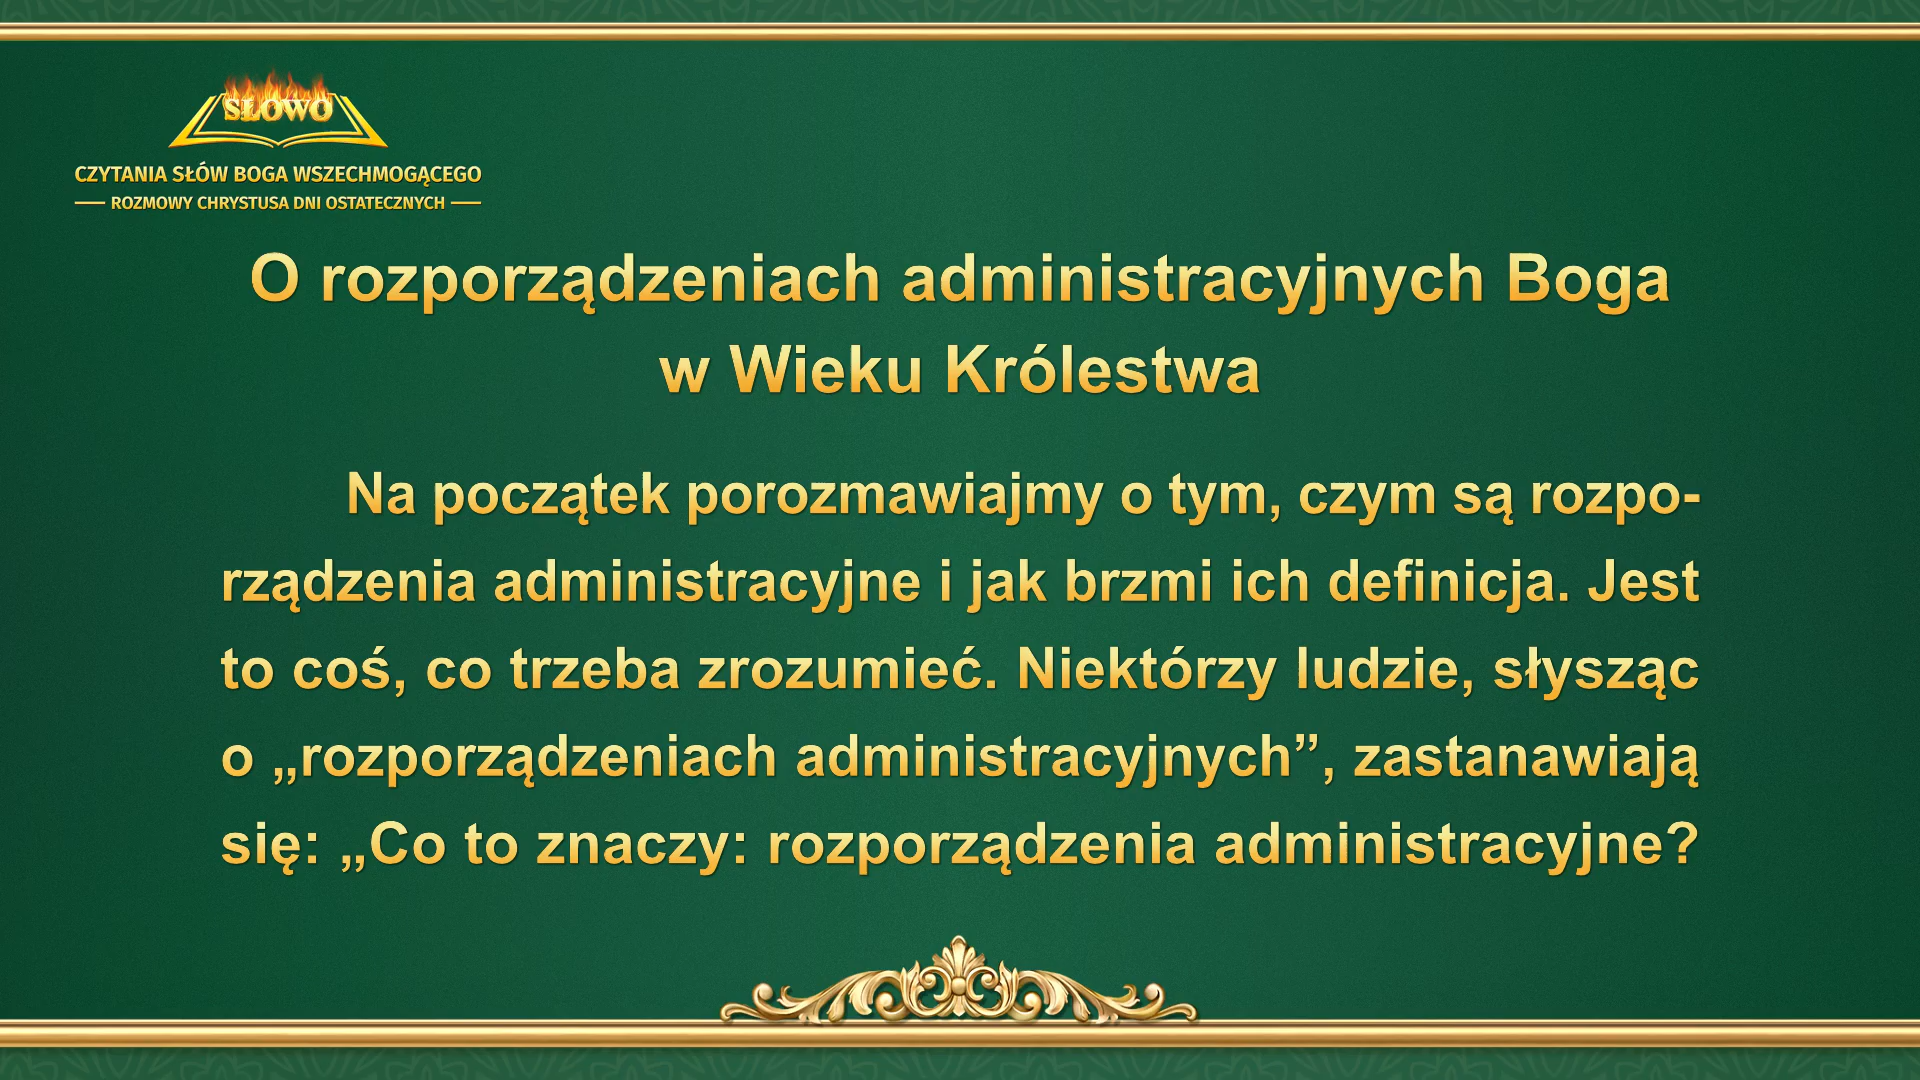 SŁOWO
CZYTANIA SŁÓW BOGA WSZECHMOGĄCEGO
ROZMOWY CHRYSTUSA DNI OSTATECZNYCH
O rozporządzeniach administracyjnych Boga
w Wieku Królestwa
Na początek porozmawiajmy o tym, czym są rozpo-
rządzenia administracyjne i jak brzmi ich definicja. Jest
to coś, co trzeba zrozumieć. Niektórzy ludzie, słysząc
o „rozporządzeniach administracyjnych”, zastanawiają
się: „Co to znaczy: rozporządzenia administracyjne?